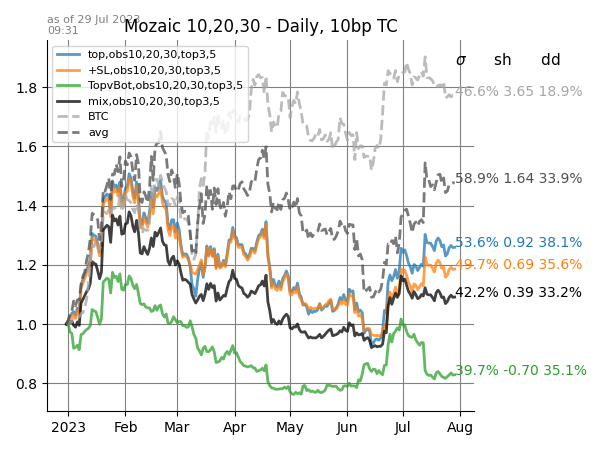 as of 29 Jul 2023
09:31
Mozaic 10,20,30 - Daily, 10bp TC
σ sh dd
top,obs10,20,30,top3,5
+SL,obs10,20,30,top3,5
TopvBot,obs10,20,30,top3,5
mix,obs10,20,30,top3,5
BTC
avg
1.8
1.6
1.4
1.2
1.0
0.8
46.6% 3.65 18.9%
58.9% 1.64 33.9%
53.6% 0.92 38.1%
49.7% 0.69 35.6%
42.2% 0.39 33.2%
39.7% -0.70 35.1%
2023 Feb Mar Apr May Jun Jul Aug